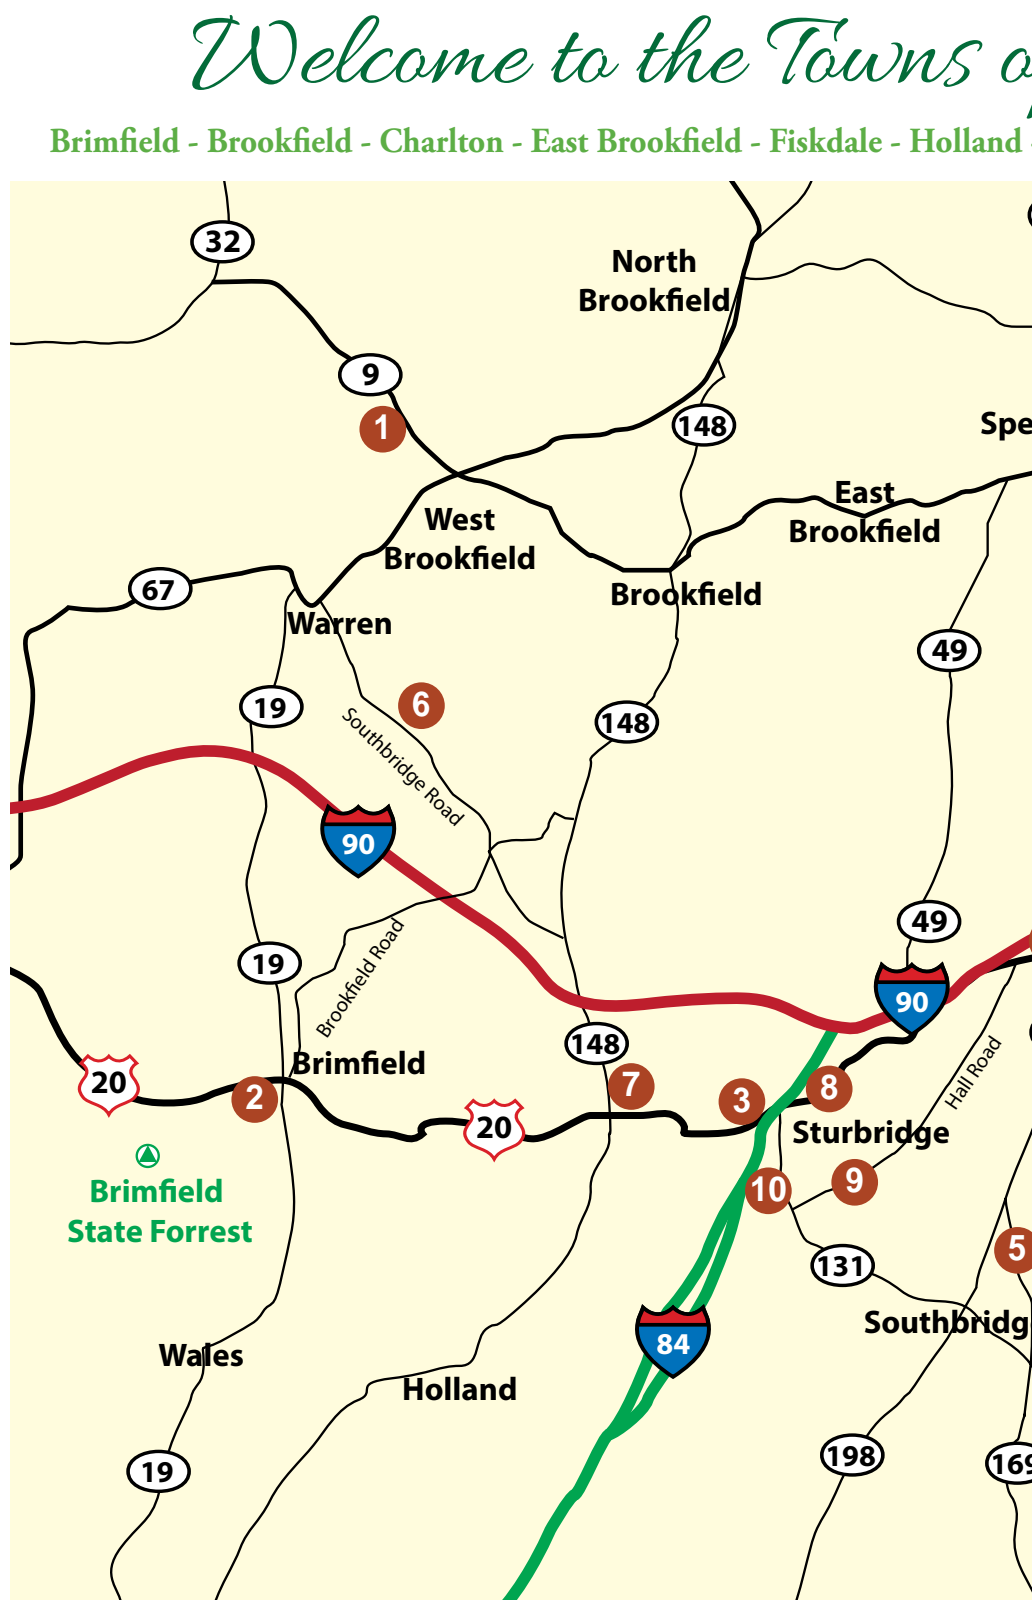 Welcome to the Towns o
Brimfield - Brookfield - Charlton - East Brookfield - Fiskdale - Holland -
32
North
Brookfield
9
1
148
Spe
East
Brookfield
West
Brookfield
67
Brookfield
Warren
49
6
19
148
Southbridge Road
90
49
19
Brookfield Road
90
148
Hall Road
Brimfield
20
7
8
2
3
20
Sturbridge
9
10
Brimfield
State Forrest
5
131
Southbridg
84
Wales
Holland
198
169
19